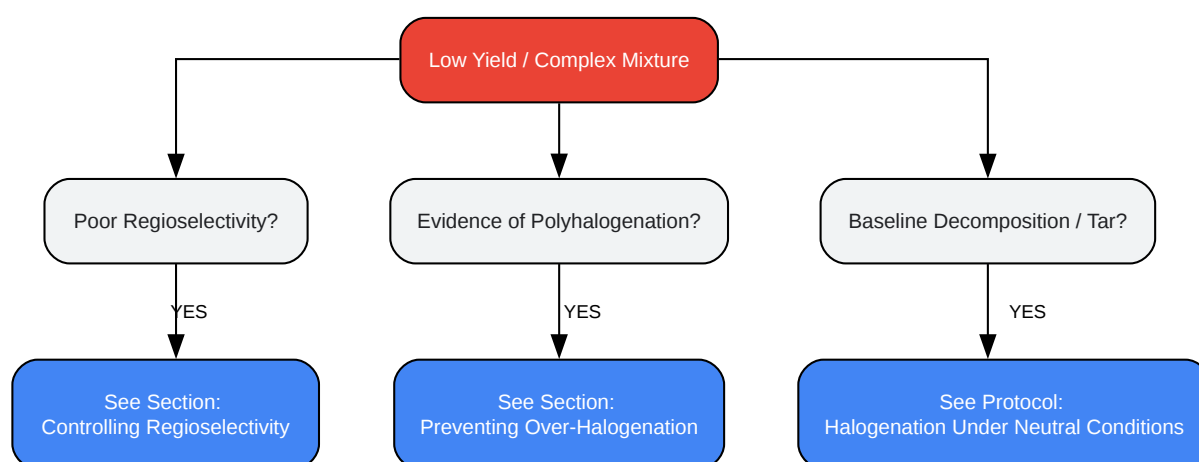 Low Yield / Complex Mixture
Poor Regioselectivity?
Evidence of Polyhalogenation?
Baseline Decomposition / Tar?
YES
YES
YES
See Section:
Controlling Regioselectivity
See Section:
Preventing Over-Halogenation
See Protocol:
Halogenation Under Neutral Conditions